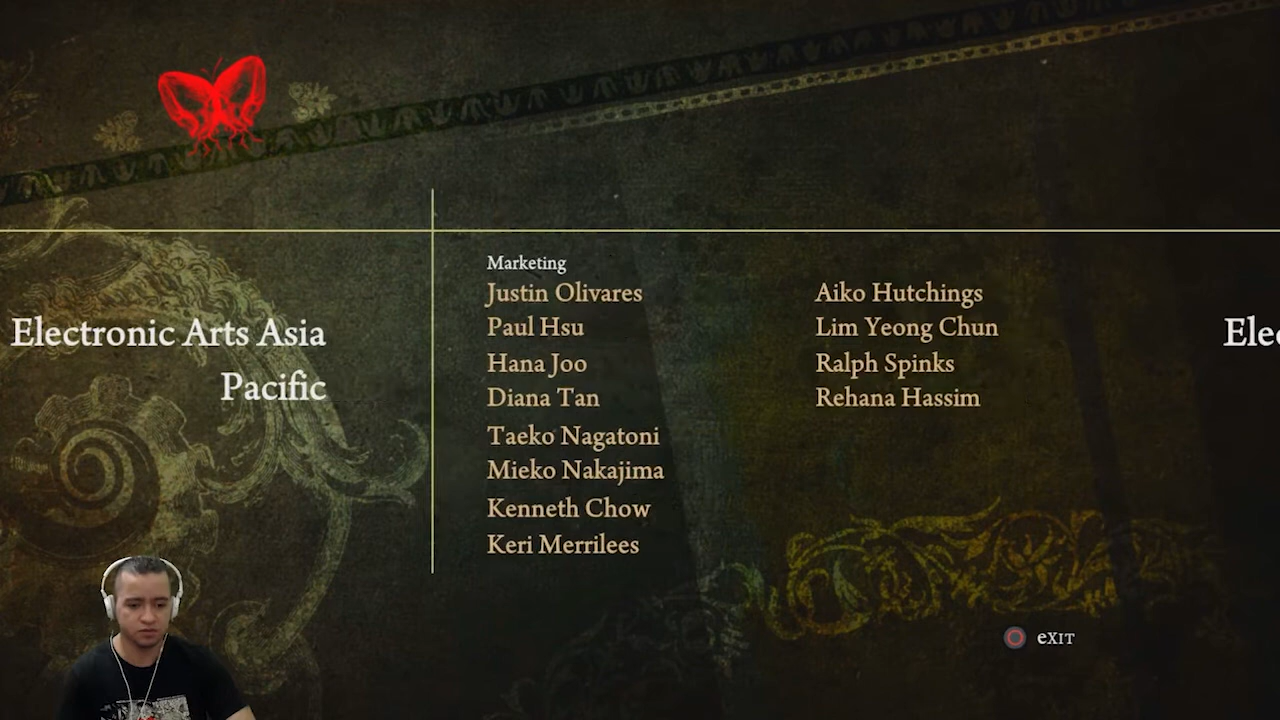 Electronic Arts Asia
Pacific
Marketing
Justin Olivares
Paul Hsu
Hana Joo
Diana Tan
Taeko Nagatoni
Mieko Nakajima
Kenneth Chow
Keri Merrilees
Aiko Hutchings
Lim Yeong Chun
Ralph Spinks
Rehana Hassim
eXIT